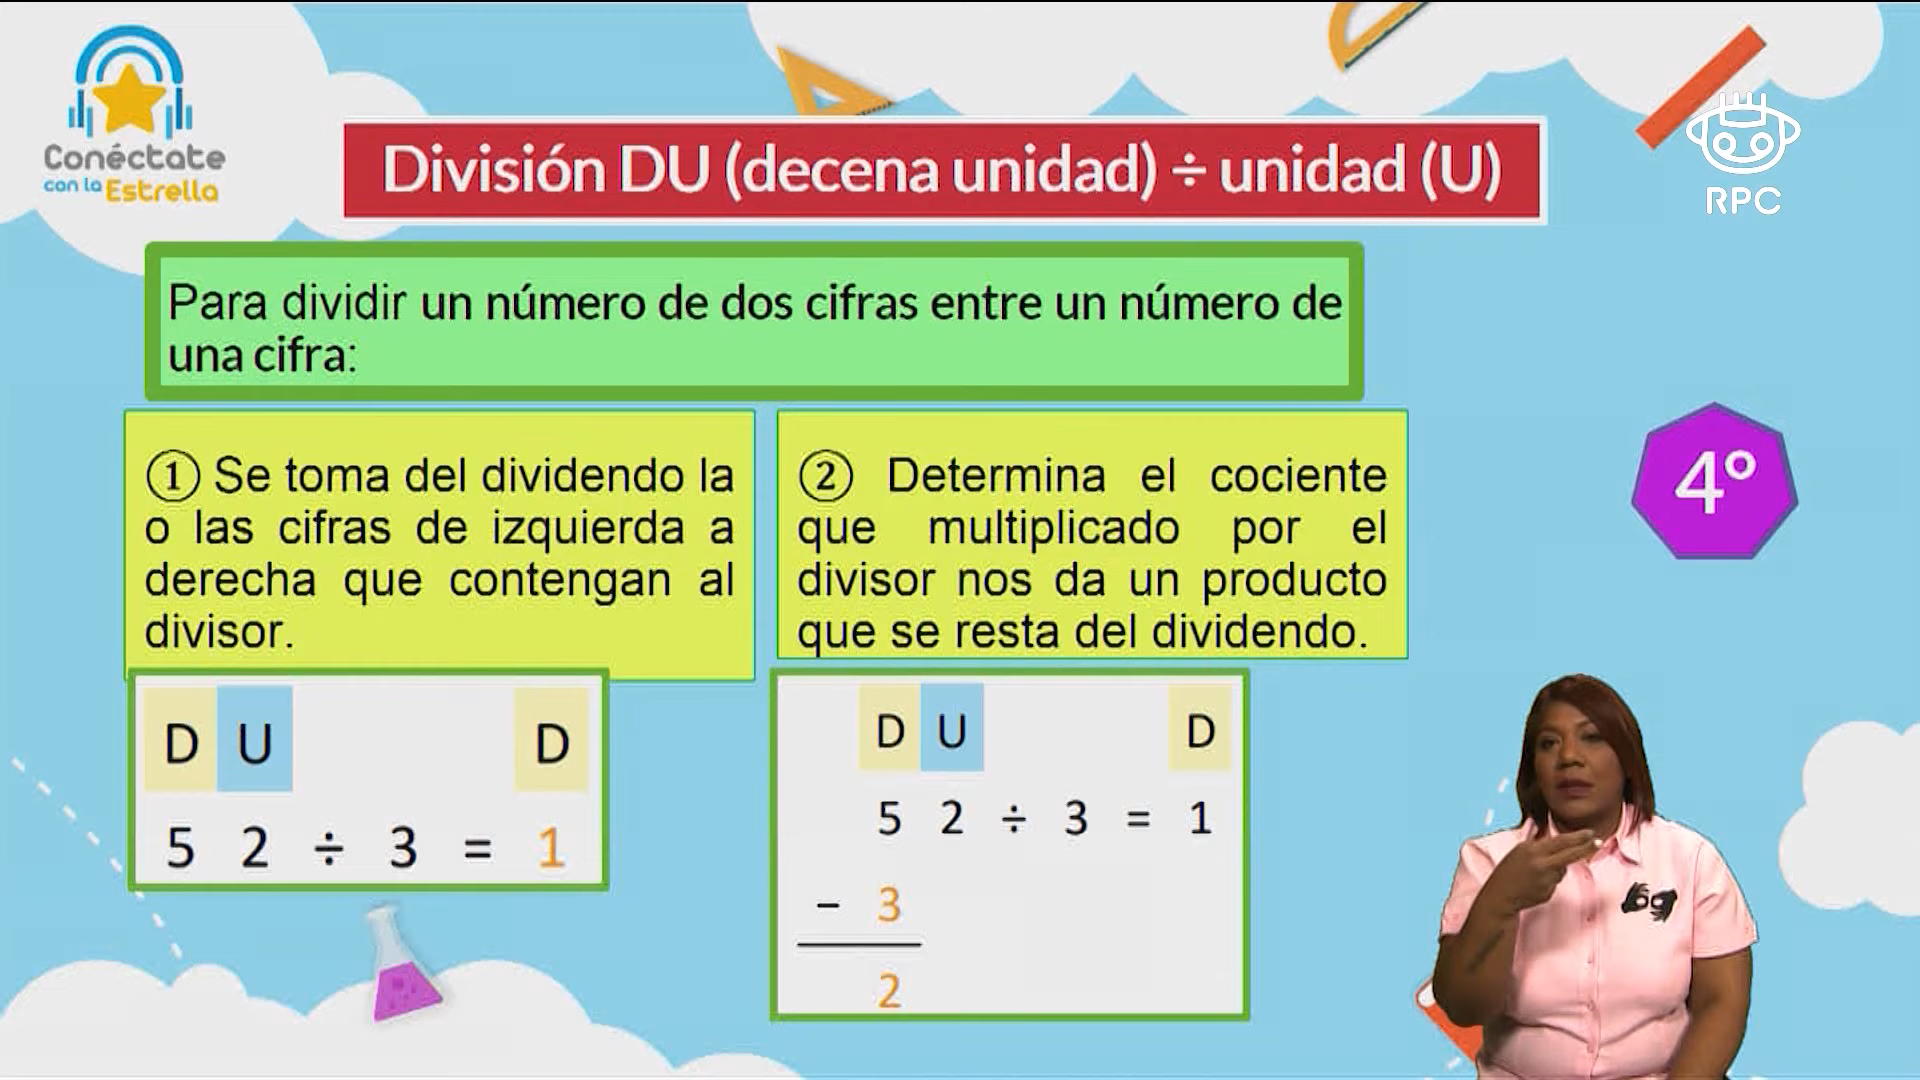 Conéctate
con la Estrella
División DU (decena unidad) ÷ unidad (U)
RPC
Para dividir un número de dos cifras entre un número de
una cifra:
① Se toma del dividendo la
o las cifras de izquierda a
derecha que contengan al
divisor.
② Determina el cociente
que multiplicado por el
divisor nos da un producto
que se resta del dividendo.
4°
D U D
5 2 ÷ 3 = 1
D U D
5 2 ÷ 3 = 1
- 3
2